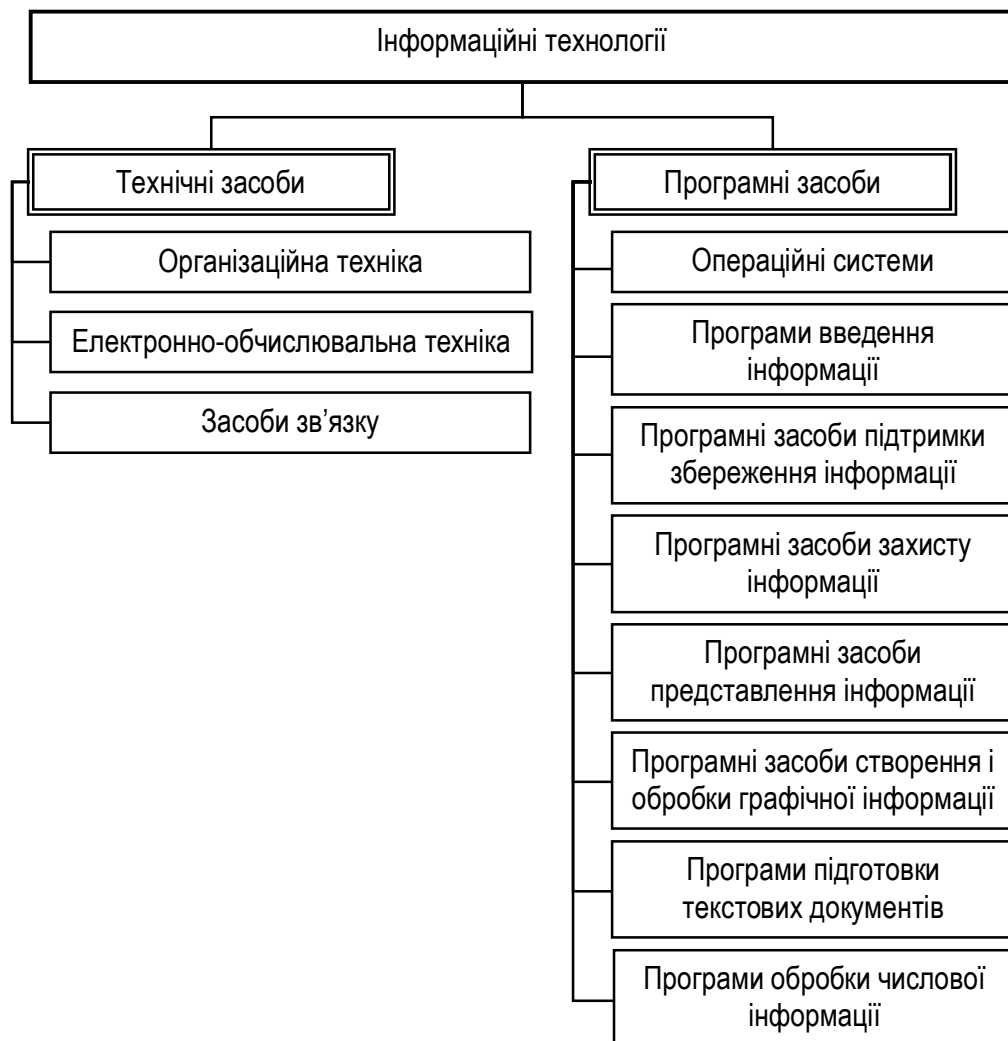 Інформаційні технології
Технічні засоби
Організаційна техніка
Електронно-обчислювальна техніка
Засоби зв’язку
Програмні засоби
Операційні системи
Програми введення
інформації
Програмні засоби підтримки
збереження інформації
Програмні засоби захисту
інформації
Програмні засоби
представлення інформації
Програмні засоби створення і
обробки графічної інформації
Програми підготовки
текстових документів
Програми обробки числової
інформації